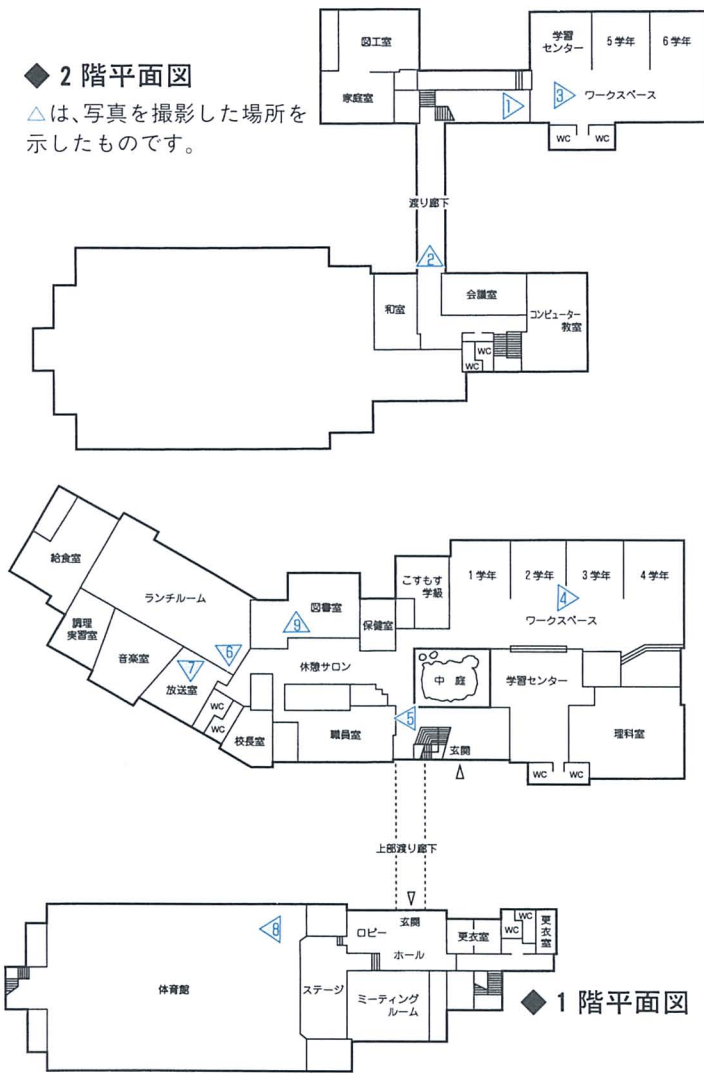 ◆ 2階平面図
△は、写真を撮影した場所を
示したものです。
図工室
家庭室
学習
センター
5学年
6学年
1
3
ワークスペース
WC
WC
渡り廊下
2
和室
会議室
コンピューター
教室
WC
WC
給食室
ランチルーム
調理
実習室
音楽室
放送室
7
6
9
図書室
保健室
こすもす
学級
1学年
2学年
3学年
4学年
4
ワークスペース
休憩サロン
中庭
学習センター
WC
WC
校長室
職員室
5
玄関
理科室
WC
WC
上部渡り廊下
8
体育館
ステージ
ロビー
玄関
ホール
ミーティング
ルーム
更衣室
WC
WC
更衣室
◆ 1階平面図